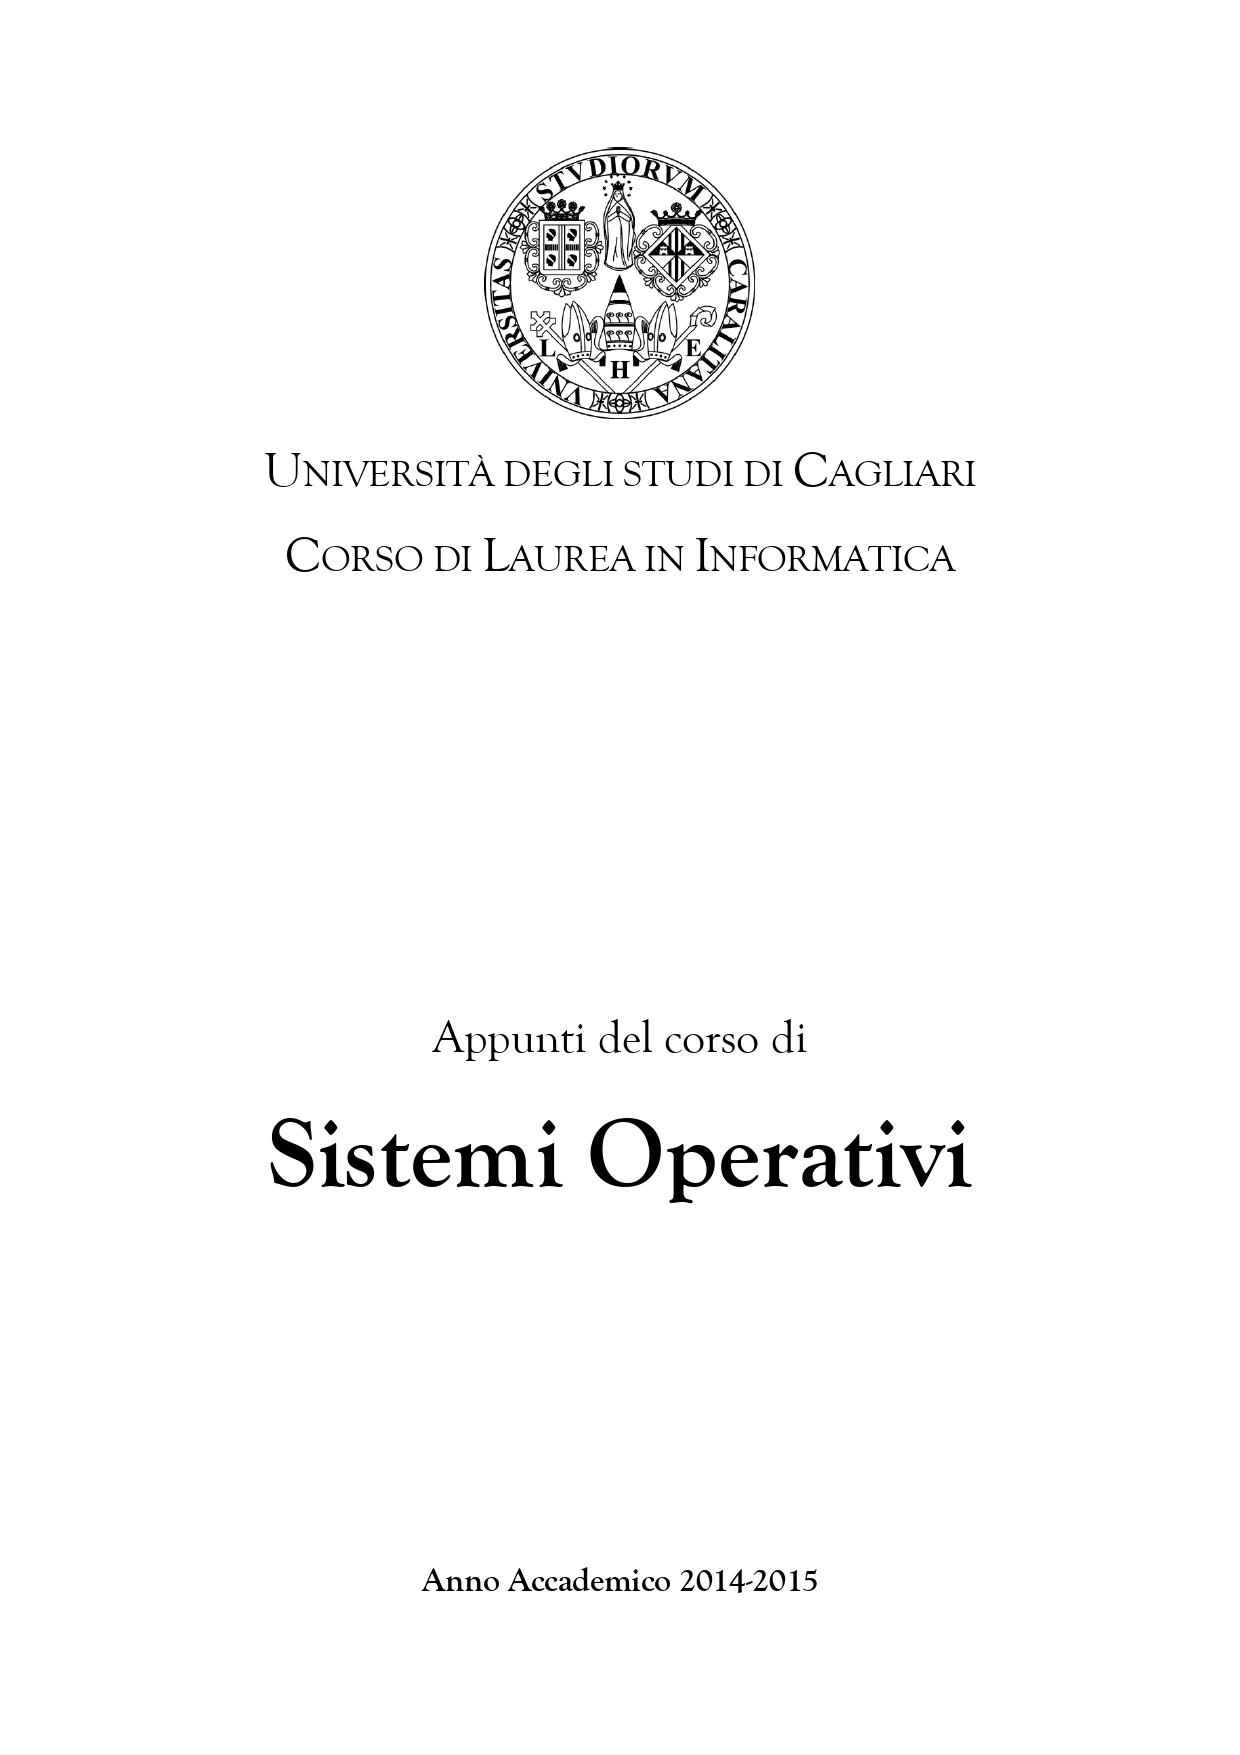 VNIVERSITAS STVDIORVM CARALITANA
L H E
UNIVERSITÀ DEGLI STUDI DI CAGLIARI
CORSO DI LAUREA IN INFORMATICA
Appunti del corso di
Sistemi Operativi
Anno Accademico 2014-2015